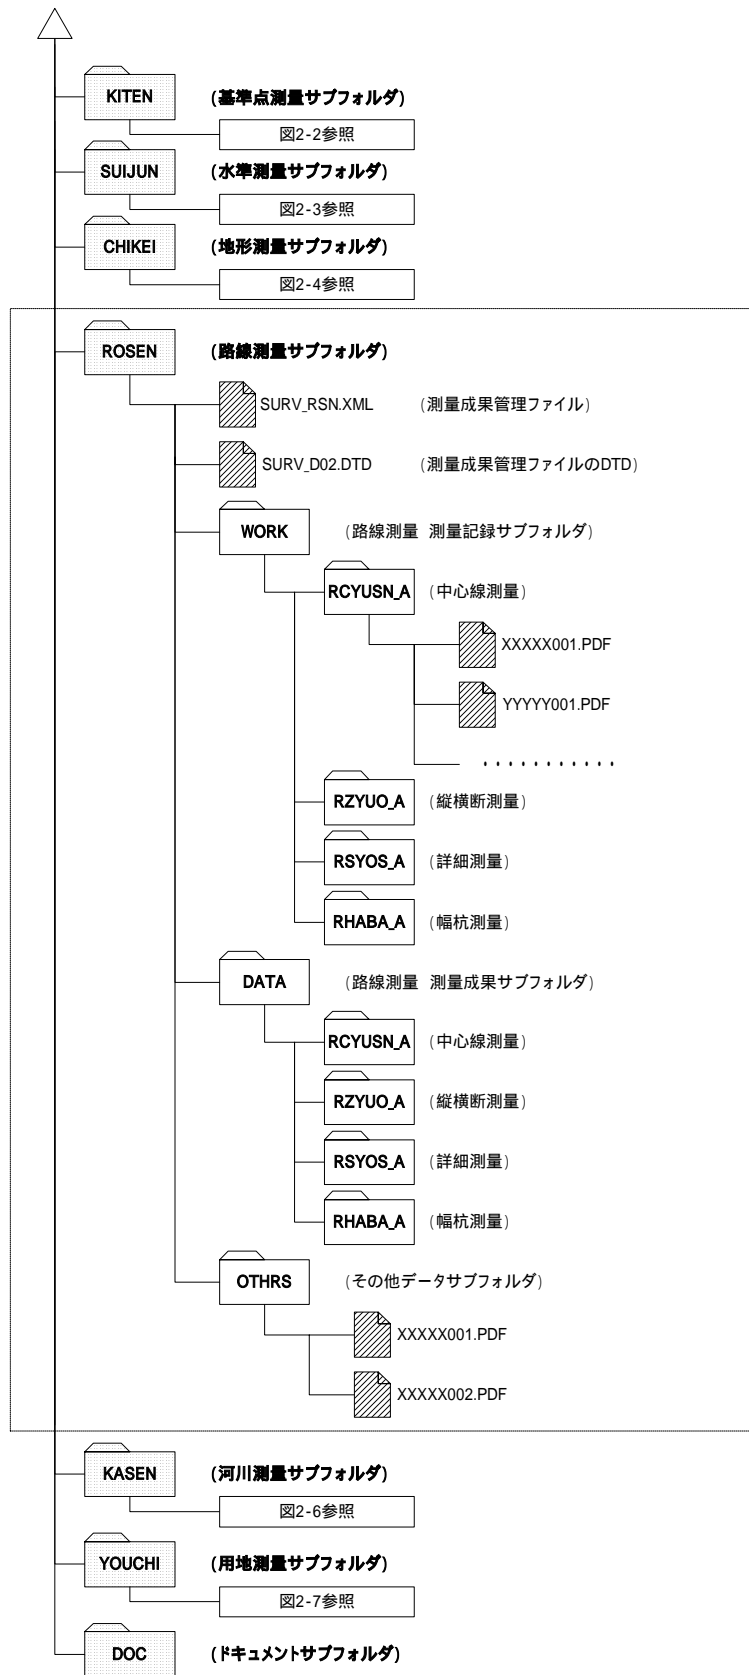 KITEN (基準点測量サブフォルダ)
図2-2参照
SUIJUN (水準測量サブフォルダ)
図2-3参照
CHIKEI (地形測量サブフォルダ)
図2-4参照
ROSEN (路線測量サブフォルダ)
SURV_RSN.XML (測量成果管理ファイル)
SURV_D02.DTD (測量成果管理ファイルのDTD)
WORK (路線測量 測量記録サブフォルダ)
RCYUSN_A (中心線測量)
XXXXX001.PDF
YYYYY001.PDF
・・・・・・・・・・・
RZYUO_A (縦横断測量)
RSYOS_A (詳細測量)
RHABA_A (幅杭測量)
DATA (路線測量 測量成果サブフォルダ)
RCYUSN_A (中心線測量)
RZYUO_A (縦横断測量)
RSYOS_A (詳細測量)
RHABA_A (幅杭測量)
OTHRS (その他データサブフォルダ)
XXXXX001.PDF
XXXXX002.PDF
KASEN (河川測量サブフォルダ)
図2-6参照
YOUCHI (用地測量サブフォルダ)
図2-7参照
DOC (ドキュメントサブフォルダ)